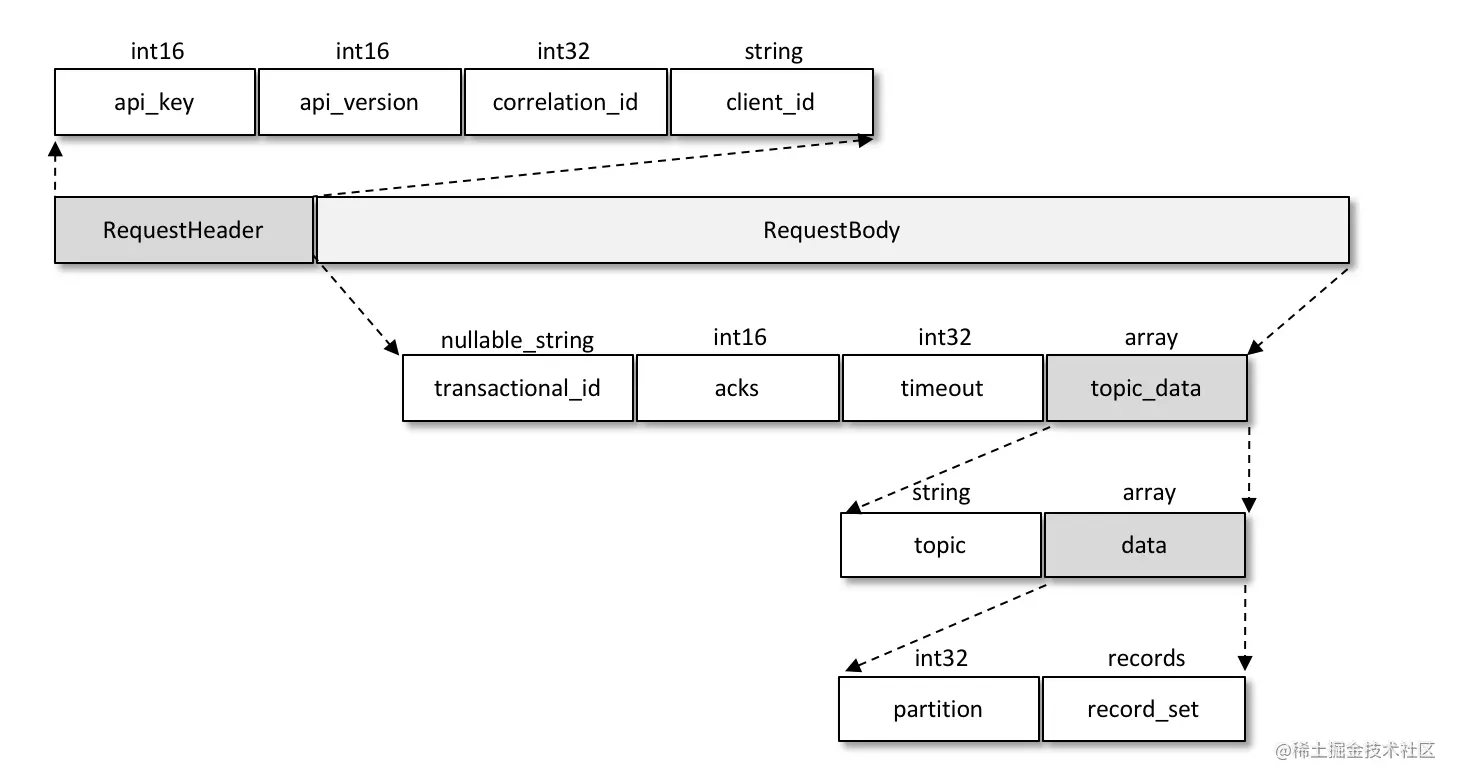 int16 int16 int32 string
api_key api_version correlation_id client_id
RequestHeader RequestBody
nullable_string int16 int32 array
transactional_id acks timeout topic_data
string array
topic data
int32 records
partition record_set
@稀土掘金技术社区